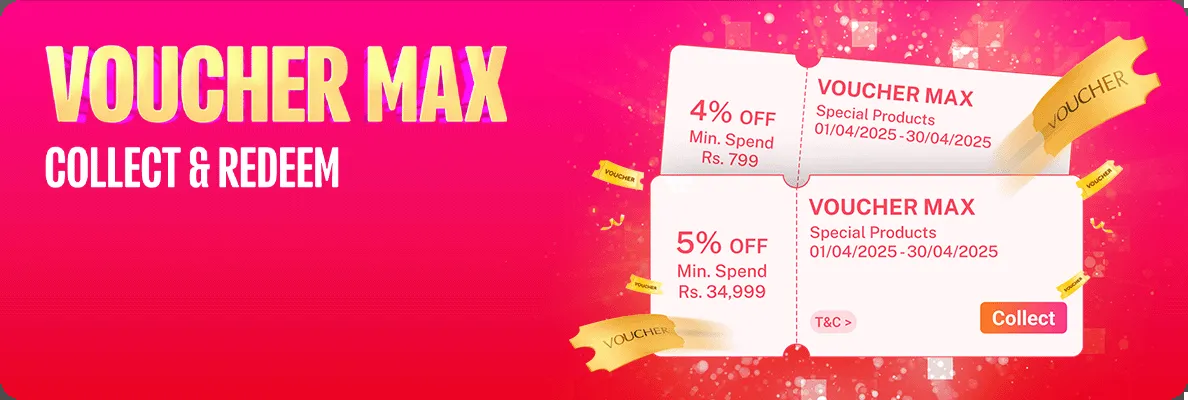 VOUCHER MAX
COLLECT & REDEEM
4% OFF
Min. Spend
Rs. 799
VOUCHER MAX
Special Products
01/04/2025-30/04/2025
VOUCHER
VOUCHER
VOUCHER
5% OFF
Min. Spend
Rs. 34,999
VOUCHER MAX
Special Products
01/04/2025-30/04/2025
T&C >
Collect
VOUCHER
VOUCHER
VOUCHER